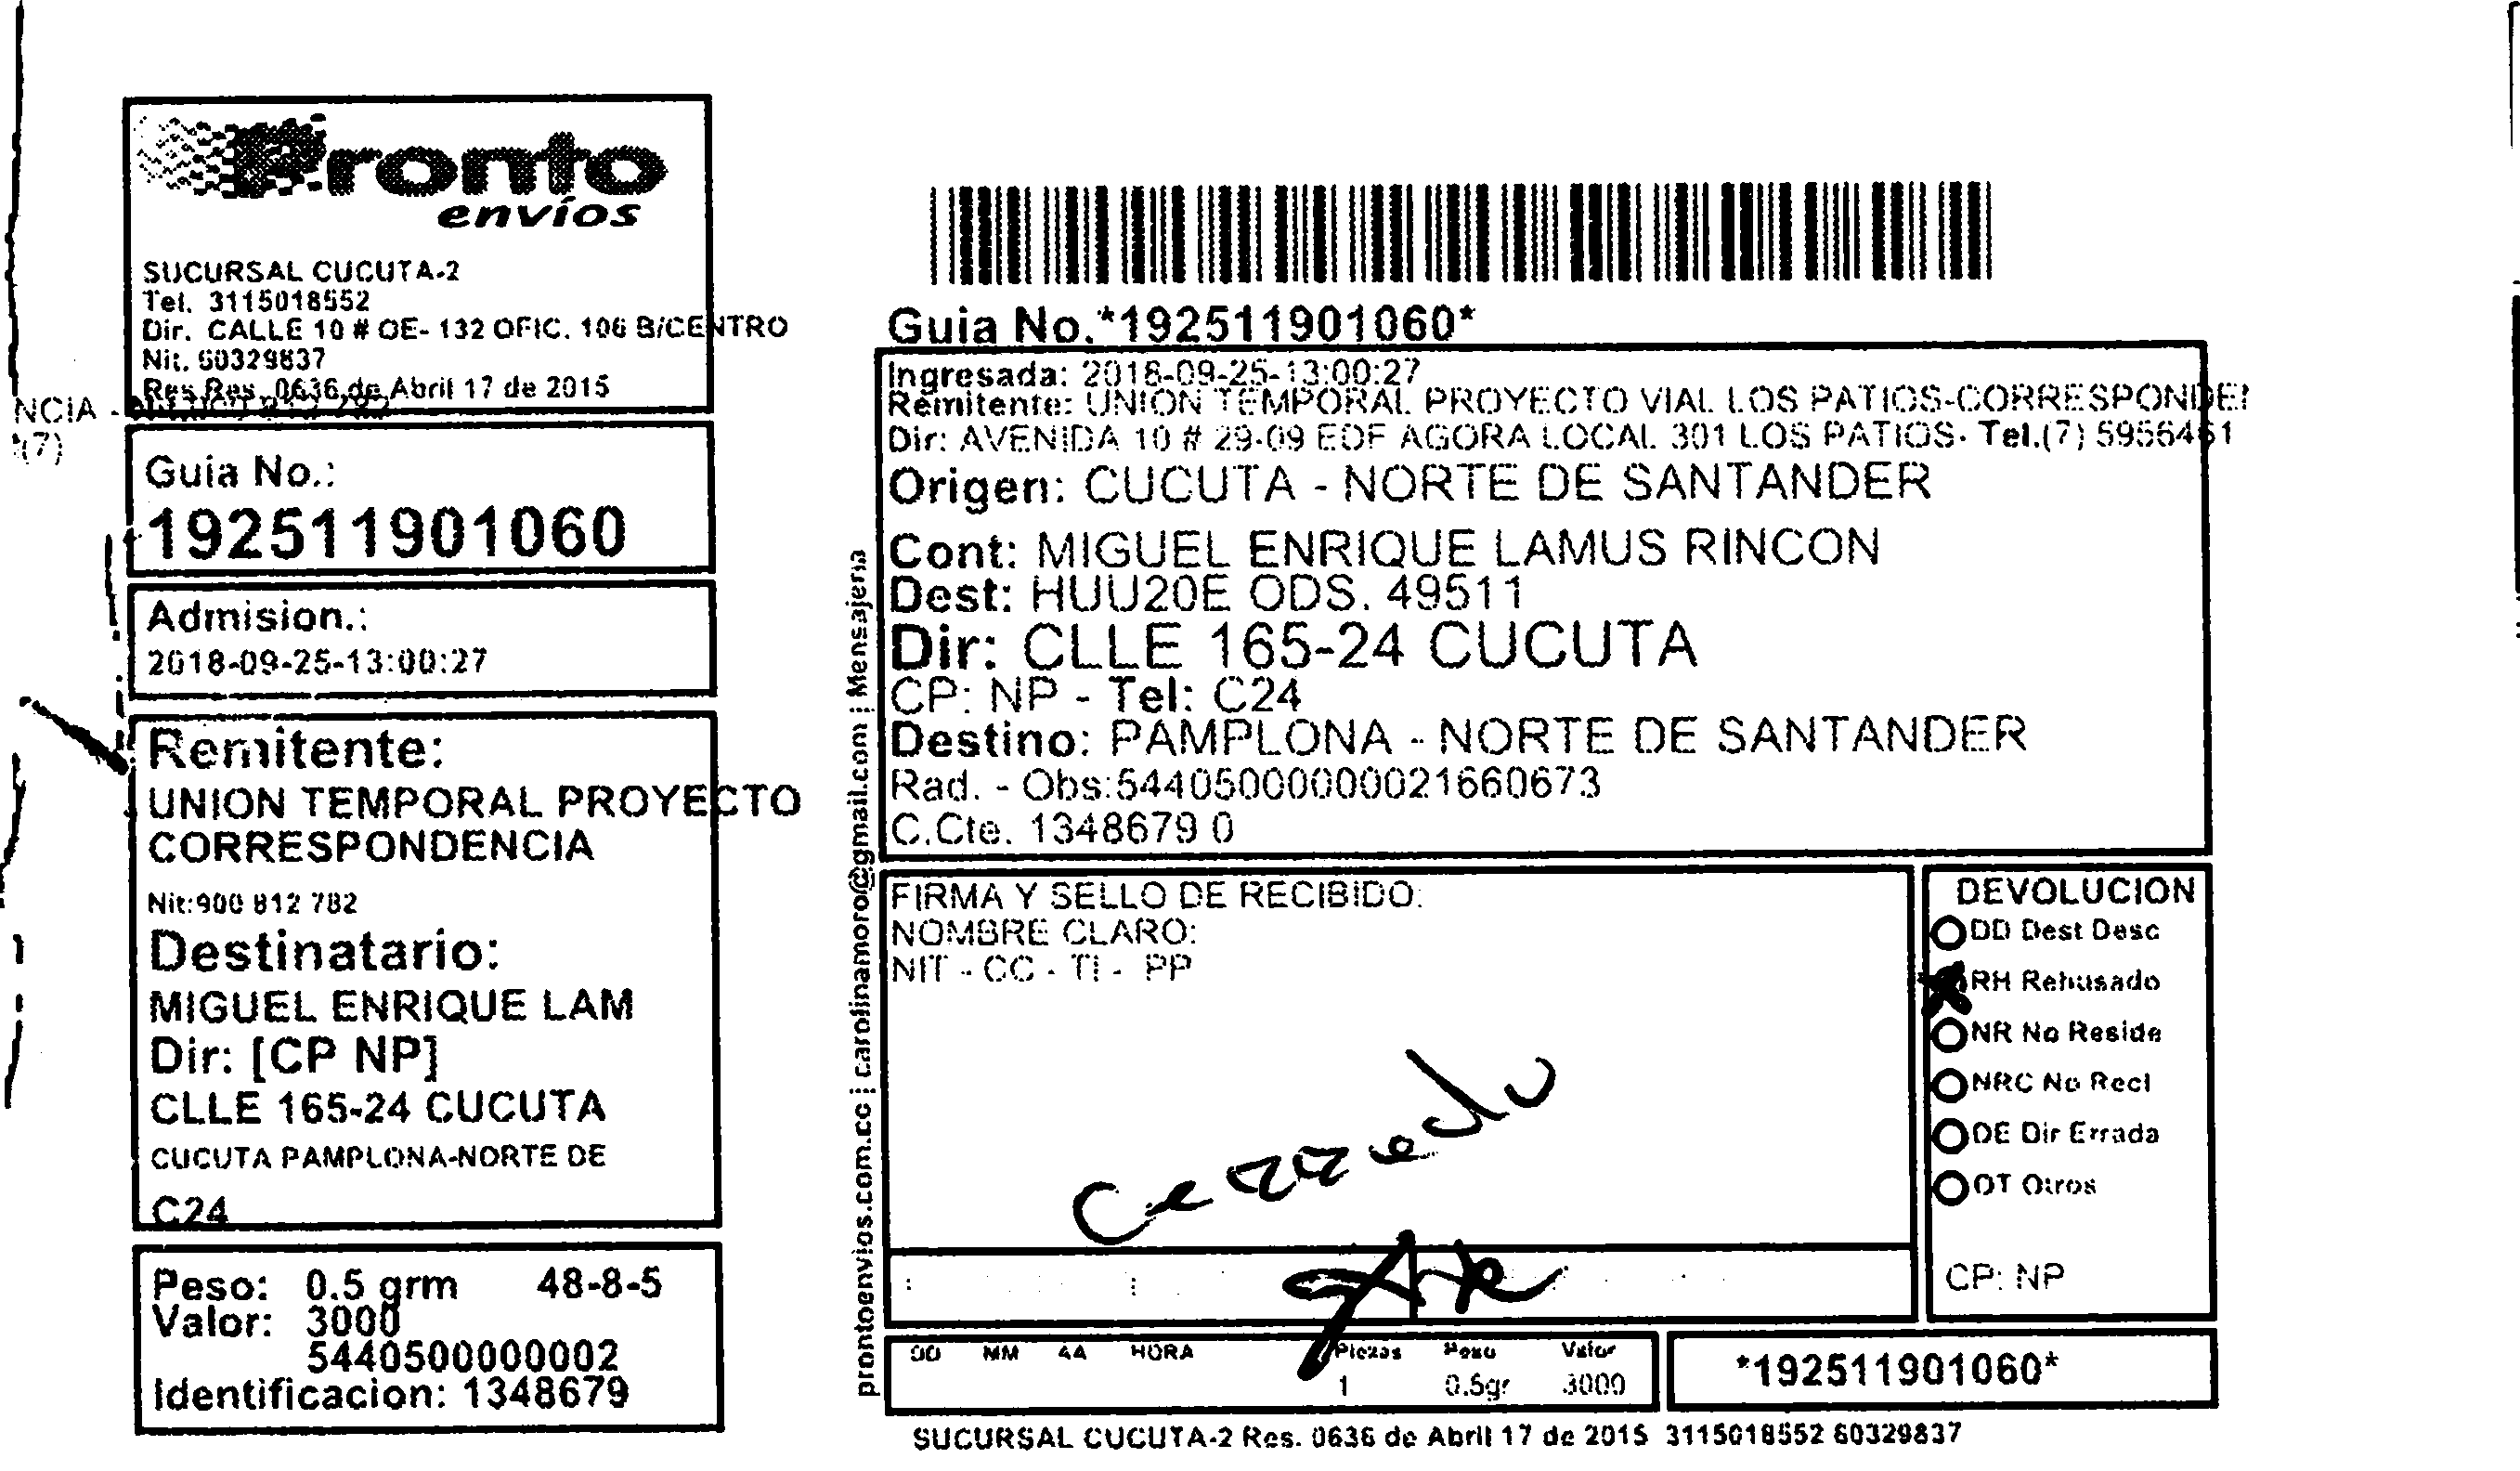 Pronto
envíos
SUCURSAL CUCUTA-2
Tel. 3115018552
Dir. CALLE 10 # OE- 132 OFIC. 106 B/CENTRO
Nit. 60329837
Res Res. 0636 de Abril 17 de 2015
NCIA -
(7)
Guia No.:
192511901060
Admision.:
2018-09-25-13:00:27
Remitente:
UNION TEMPORAL PROYECTO
CORRESPONDENCIA
Nit:900 812 782
Destinatario:
MIGUEL ENRIQUE LAM
Dir: [CP NP]
CLLE 165-24 CUCUTA
CUCUTA PAMPLONA-NORTE DE
C24
Peso: 0.5 grm 48-8-5
Valor: 3000
5440500000002
Identificacion: 1348679
prontoenvios.com.co | carolinamoro@gmail.com | Mensajeria
Guia No.*192511901060*
Ingresada: 2018-09-25-13:00:27
Remitente: UNION TEMPORAL PROYECTO VIAL LOS PATIOS-CORRESPONDEN
Dir: AVENIDA 10 # 29-09 EDF AGORA LOCAL 301 LOS PATIOS- Tel.(7) 5956461
Origen: CUCUTA - NORTE DE SANTANDER
Cont: MIGUEL ENRIQUE LAMUS RINCON
Dest: HUU20E ODS. 49511
Dir: CLLE 165-24 CUCUTA
CP: NP - Tel: C24
Destino: PAMPLONA - NORTE DE SANTANDER
Rad. - Obs:544050000000021660673
C.Cte. 1348679 0
FIRMA Y SELLO DE RECIBIDO:
NOMBRE CLARO:
NIT - CC - TI - PP
DEVOLUCION
DD Dest Desc
RH Rehusado
NR No Reside
NRC No Recl
DE Dir Errada
OT Otros
CP: NP
DD MM AA HORA Piezas Peso Valor
1 0.5gr 3000
*192511901060*
SUCURSAL CUCUTA-2 Res. 0636 de Abril 17 de 2015 3115018552 60329837